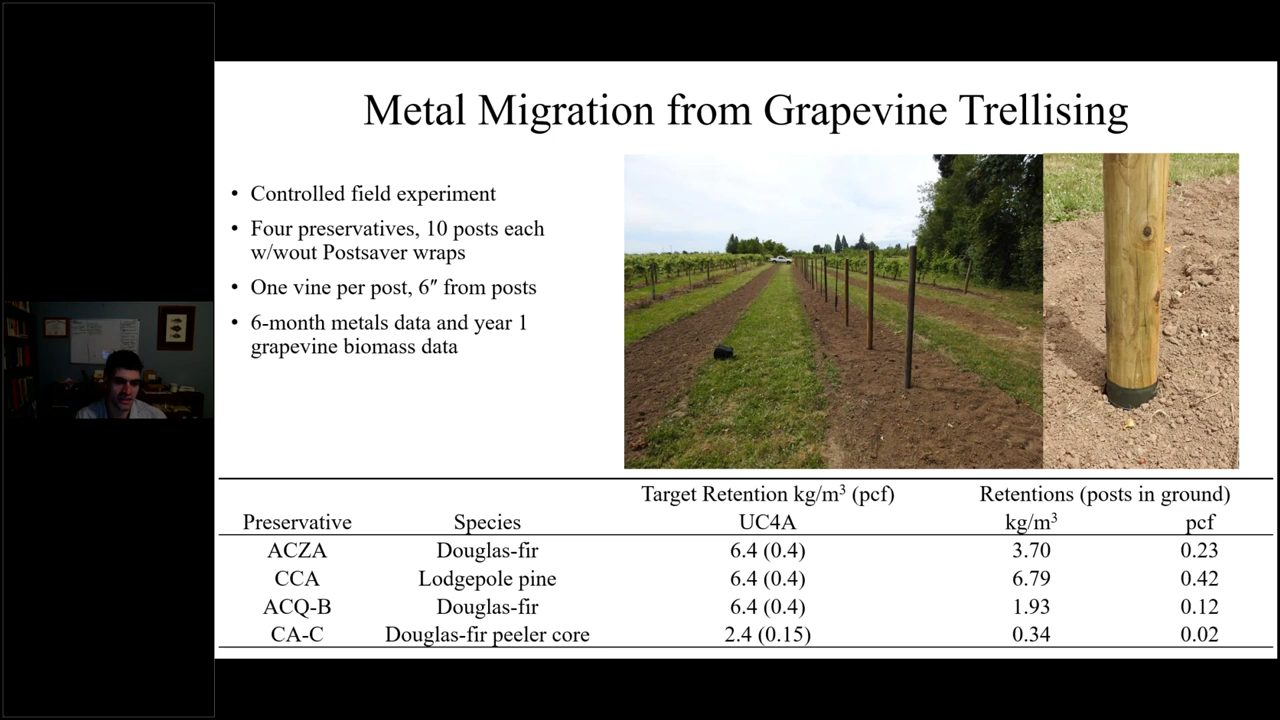 Metal Migration from Grapevine Trellising
• Controlled field experiment
• Four preservatives, 10 posts each
w/wout Postsaver wraps
• One vine per post, 6″ from posts
• 6-month metals data and year 1
grapevine biomass data
Target Retention kg/m³ (pcf) Retentions (posts in ground)
Preservative Species UC4A kg/m³ pcf
ACZA Douglas-fir 6.4 (0.4) 3.70 0.23
CCA Lodgepole pine 6.4 (0.4) 6.79 0.42
ACQ-B Douglas-fir 6.4 (0.4) 1.93 0.12
CA-C Douglas-fir peeler core 2.4 (0.15) 0.34 0.02